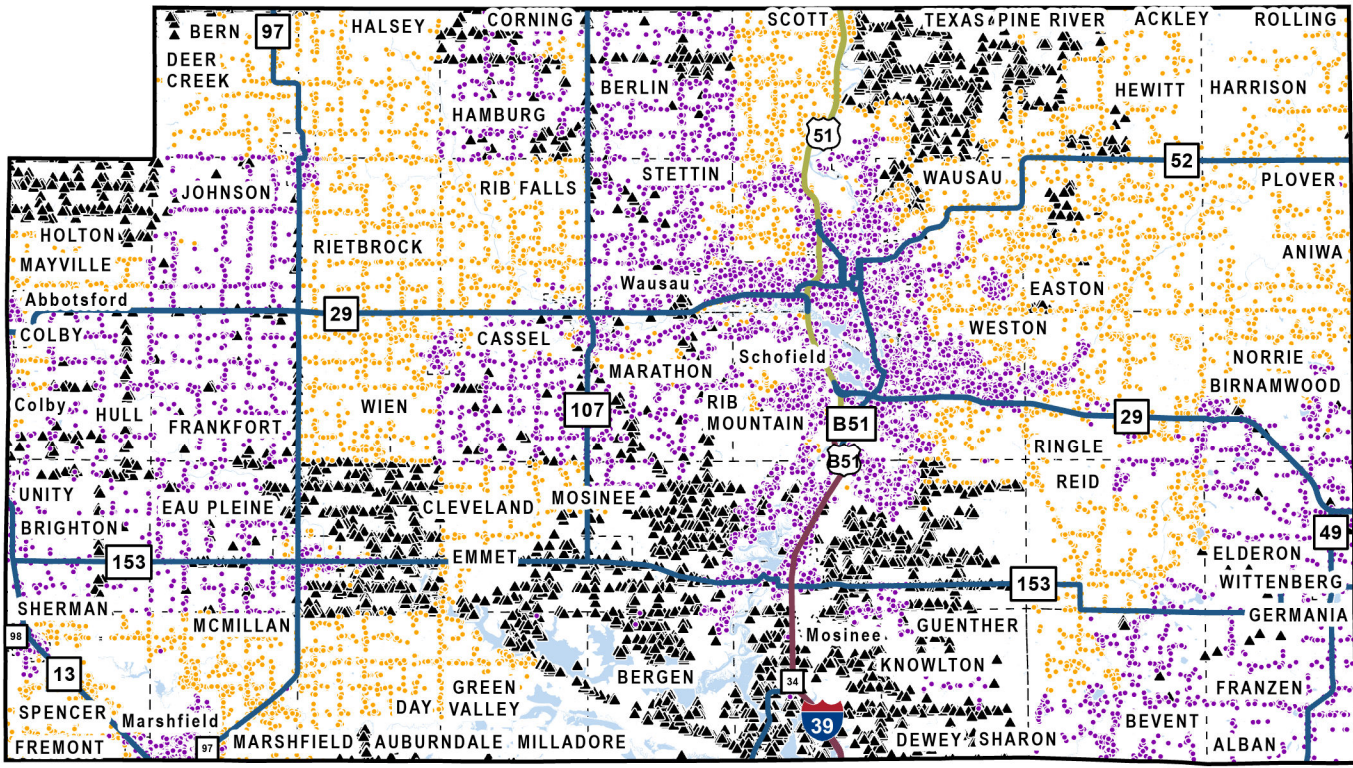 BERN
97
HALSEY
CORNING
SCOTT
TEXAS
PINE RIVER
ACKLEY
ROLLING
DEER
CREEK
BERLIN
HEWITT
HARRISON
HAMBURG
51
52
JOHNSON
RIB FALLS
STETTIN
WAUSAU
PLOVER
HOLTON
RIETBROCK
MAYVILLE
ANIWA
Abbotsford
Wausau
EASTON
29
COLBY
CASSEL
WESTON
Schofield
NORRIE
MARATHON
BIRNAMWOOD
Colby
HULL
WIEN
107
RIB
MOUNTAIN
B51
29
FRANKFORT
RINGLE
B51
REID
UNITY
EAU PLEINE
CLEVELAND
MOSINEE
BRIGHTON
49
153
EMMET
ELDERON
153
WITTENBERG
SHERMAN
GERMANIA
MCMILLAN
GUENTHER
98
Mosinee
13
KNOWLTON
34
BERGEN
GREEN
VALLEY
FRANZEN
SPENCER
Marshfield
DAY
39
BEVENT
FREMONT
97
MARSHFIELD
AUBURNDALE
MILLADORE
DEWEY
SHARON
ALBAN